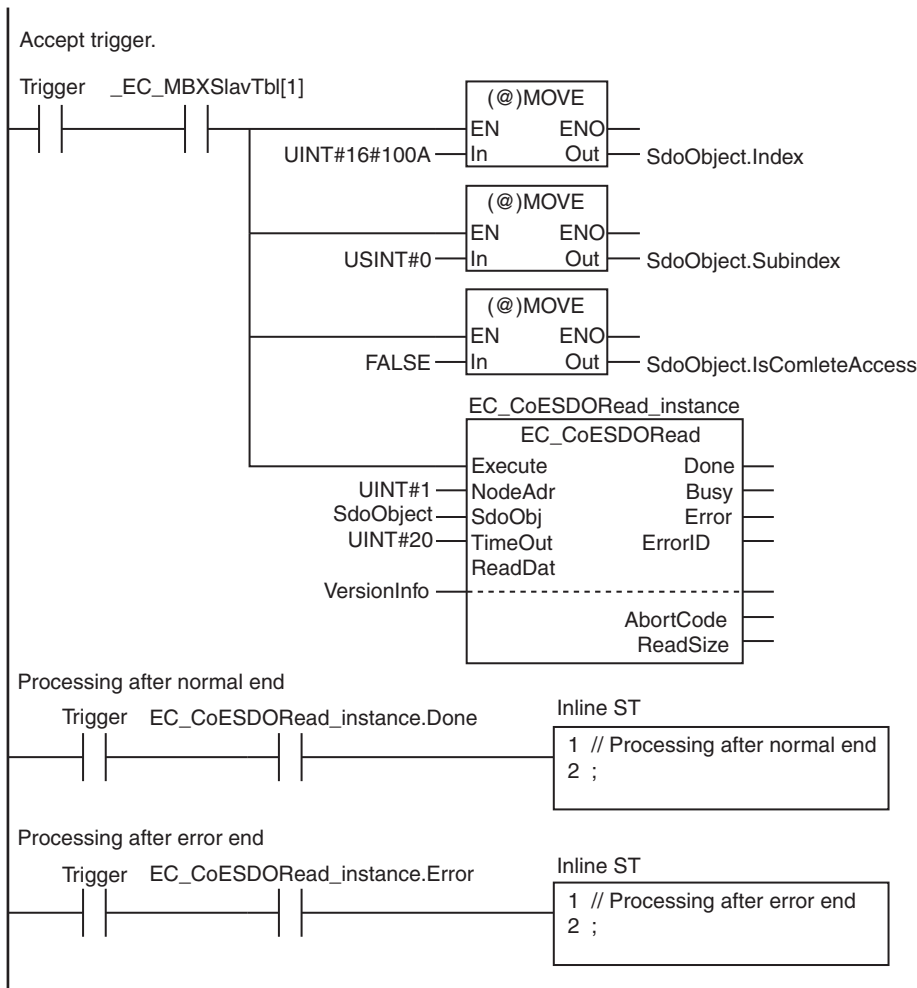 Accept trigger.
Trigger _EC_MBXSlavTbl[1]
(@)MOVE
EN ENO
UINT#16#100A In Out SdoObject.Index
(@)MOVE
EN ENO
USINT#0 In Out SdoObject.Subindex
(@)MOVE
EN ENO
FALSE In Out SdoObject.IsComleteAccess
EC_CoESDORead_instance
EC_CoESDORead
Execute Done
UINT#1 NodeAdr Busy
SdoObject SdoObj Error
UINT#20 TimeOut ErrorID
ReadDat
VersionInfo
AbortCode
ReadSize
Processing after normal end
Trigger EC_CoESDORead_instance.Done
Inline ST
1 // Processing after normal end
2 ;
Processing after error end
Trigger EC_CoESDORead_instance.Error
Inline ST
1 // Processing after error end
2 ;